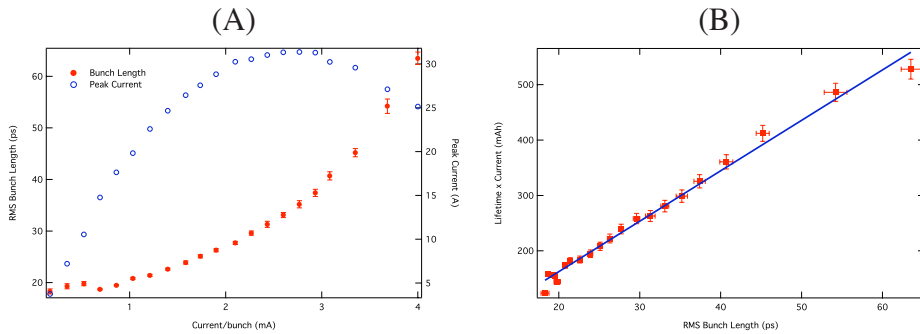 (A)
(B)
Bunch Length
Peak Current
60
50
40
30
20
RMS Bunch Length (ps)
30
25
20
15
10
5
Peak Current (A)
1
2
3
4
Current/bunch (mA)
500
400
300
200
100
Lifetime x Current (mAh)
20
30
40
50
60
RMS Bunch Length (ps)